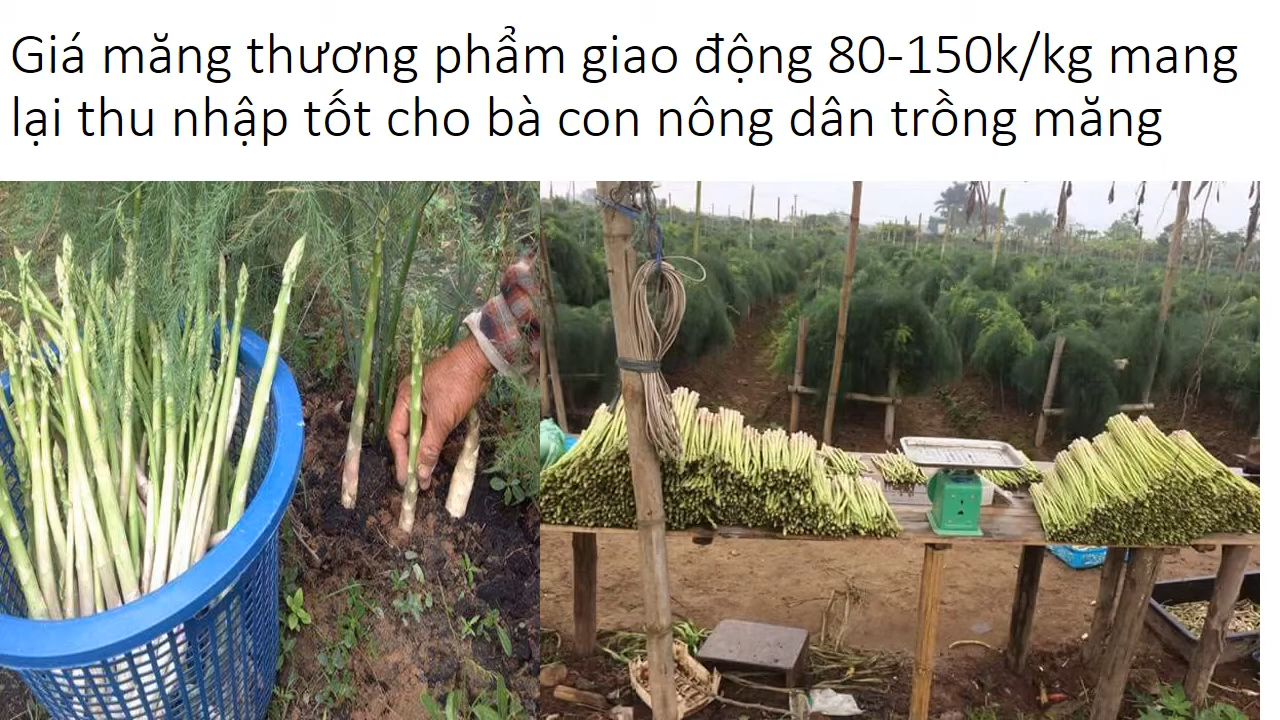 Giá măng thương phẩm giao động 80-150k/kg mang
lại thu nhập tốt cho bà con nông dân trồng măng